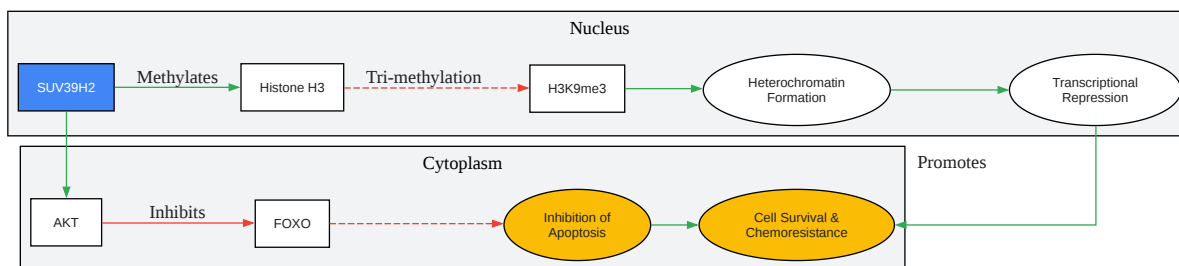 Nucleus
SUV39H2
Methylates
Histone H3
Tri-methylation
H3K9me3
Heterochromatin
Formation
Transcriptional
Repression
Cytoplasm
Promotes
AKT
Inhibits
FOXO
Inhibition of
Apoptosis
Cell Survival &
Chemoresistance